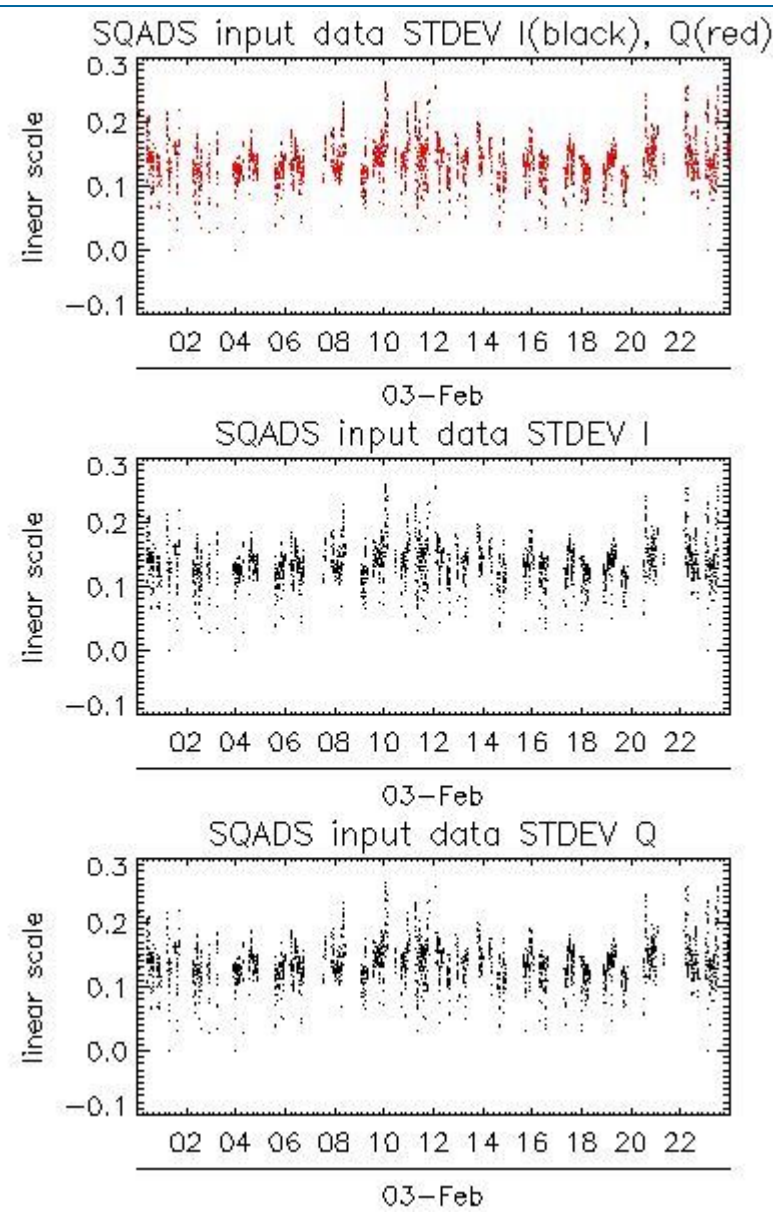 SQADS input data STDEV I(black), Q(red)
0.3
0.2
0.1
0.0
−0.1
linear scale
02 04 06 08 10 12 14 16 18 20 22
03−Feb
SQADS input data STDEV I
0.3
0.2
0.1
0.0
−0.1
linear scale
02 04 06 08 10 12 14 16 18 20 22
03−Feb
SQADS input data STDEV Q
0.3
0.2
0.1
0.0
−0.1
linear scale
02 04 06 08 10 12 14 16 18 20 22
03−Feb